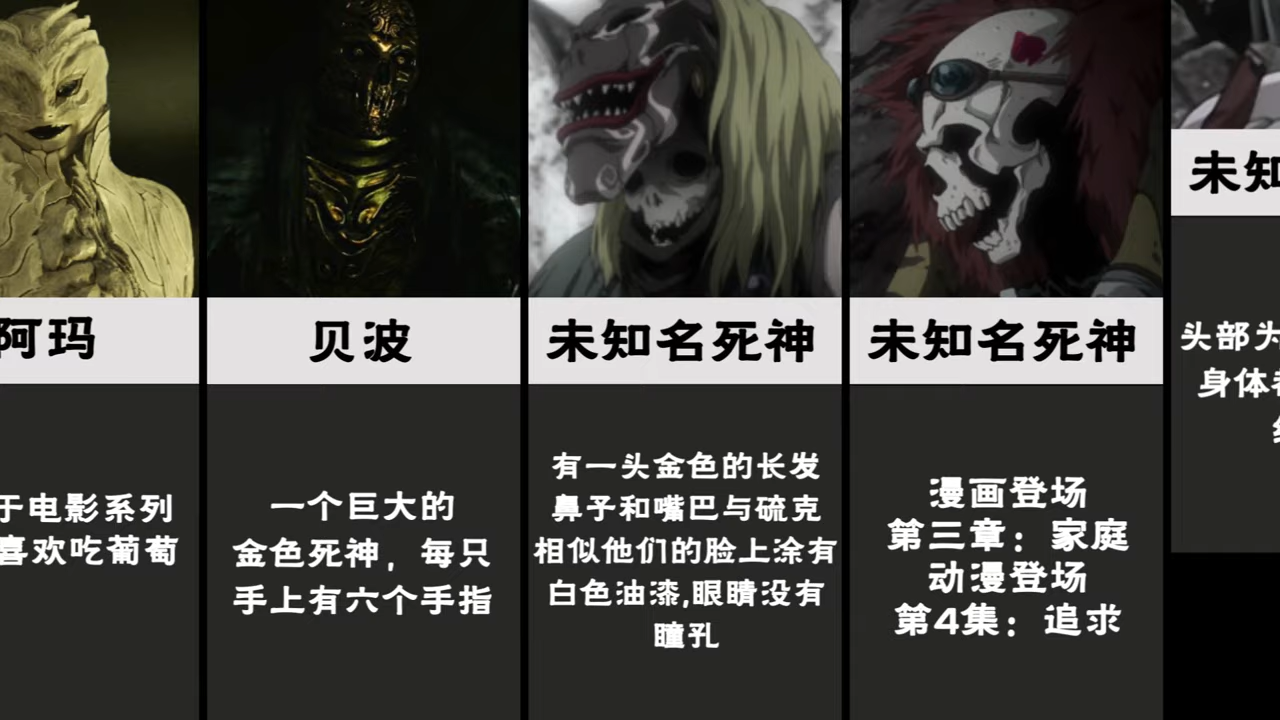 阿玛
于电影系列
喜欢吃葡萄
贝波
一个巨大的
金色死神，每只
手上有六个手指
未知名死神
有一头金色的长发
鼻子和嘴巴与硫克
相似他们的脸上涂有
白色油漆,眼睛没有
瞳孔
未知名死神
漫画登场
第三章：家庭
动漫登场
第4集：追求
未知
头部为
身体